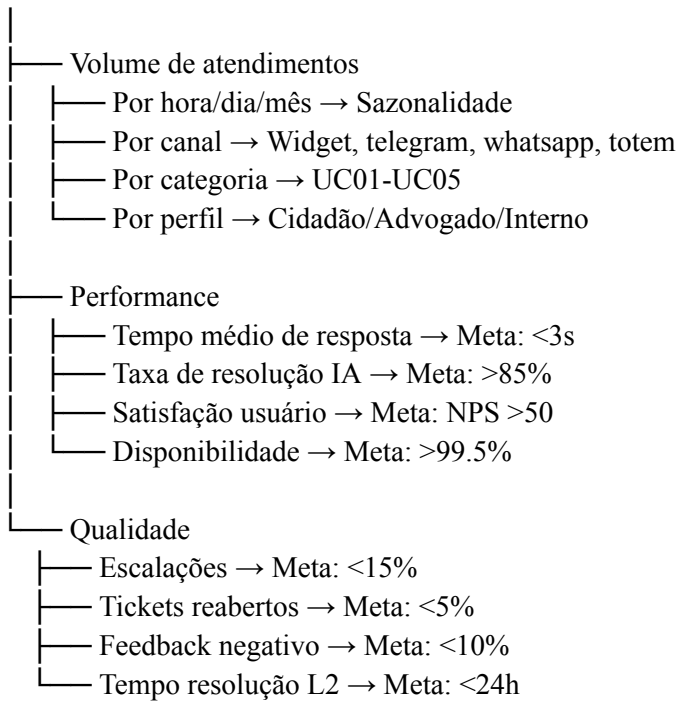 Volume de atendimentos
Por hora/dia/mês → Sazonalidade
Por canal → Widget, telegram, whatsapp, totem
Por categoria → UC01-UC05
Por perfil → Cidadão/Advogado/Interno
Performance
Tempo médio de resposta → Meta: <3s
Taxa de resolução IA → Meta: >85%
Satisfação usuário → Meta: NPS >50
Disponibilidade → Meta: >99.5%
Qualidade
Escalações → Meta: <15%
Tickets reabertos → Meta: <5%
Feedback negativo → Meta: <10%
Tempo resolução L2 → Meta: <24h